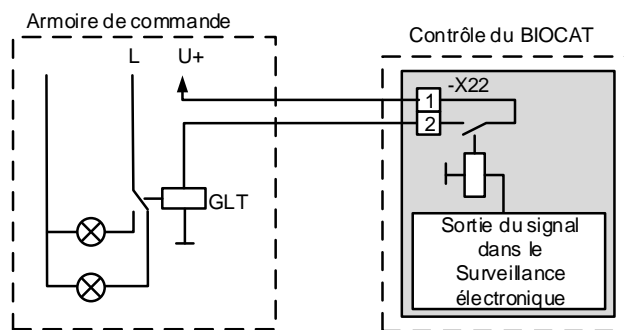 Armoire de commande
Contrôle du BIOCAT
L
U+
-X22
1
2
GLT
Sortie du signal
dans le
Surveillance
électronique